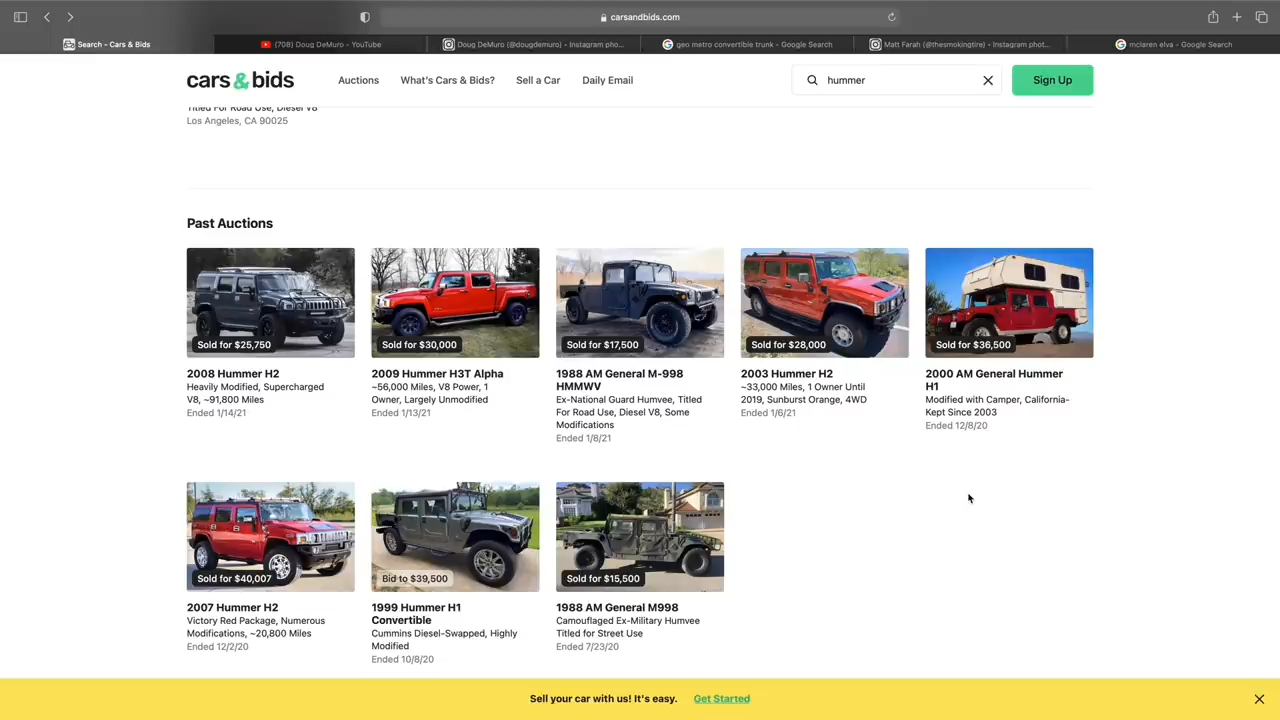 carsandbids.com
Search - Cars & Bids
(708) Doug DeMuro - YouTube
Doug DeMuro (@dougdemuro) • Instagram pho...
geo metro convertible trunk - Google Search
Matt Farah (@thesmokingtire) • Instagram phot...
mclaren elva - Google Search
cars&bids
Auctions
What's Cars & Bids?
Sell a Car
Daily Email
hummer
Sign Up
Titled For Road Use, Diesel V8
Los Angeles, CA 90025
Past Auctions
Sold for $25,750
Sold for $30,000
Sold for $17,500
Sold for $28,000
Sold for $36,500
2008 Hummer H2
Heavily Modified, Supercharged
V8, ~91,800 Miles
Ended 1/14/21
2009 Hummer H3T Alpha
~56,000 Miles, V8 Power, 1
Owner, Largely Unmodified
Ended 1/13/21
1988 AM General M-998
HMMWV
Ex-National Guard Humvee, Titled
For Road Use, Diesel V8, Some
Modifications
Ended 1/8/21
2003 Hummer H2
~33,000 Miles, 1 Owner Until
2019, Sunburst Orange, 4WD
Ended 1/6/21
2000 AM General Hummer
H1
Modified with Camper, California-
Kept Since 2003
Ended 12/8/20
Sold for $40,007
Bid to $39,500
Sold for $15,500
2007 Hummer H2
Victory Red Package, Numerous
Modifications, ~20,800 Miles
Ended 12/2/20
1999 Hummer H1
Convertible
Cummins Diesel-Swapped, Highly
Modified
Ended 10/8/20
1988 AM General M998
Camouflaged Ex-Military Humvee
Titled for Street Use
Ended 7/23/20
Sell your car with us! It's easy. Get Started